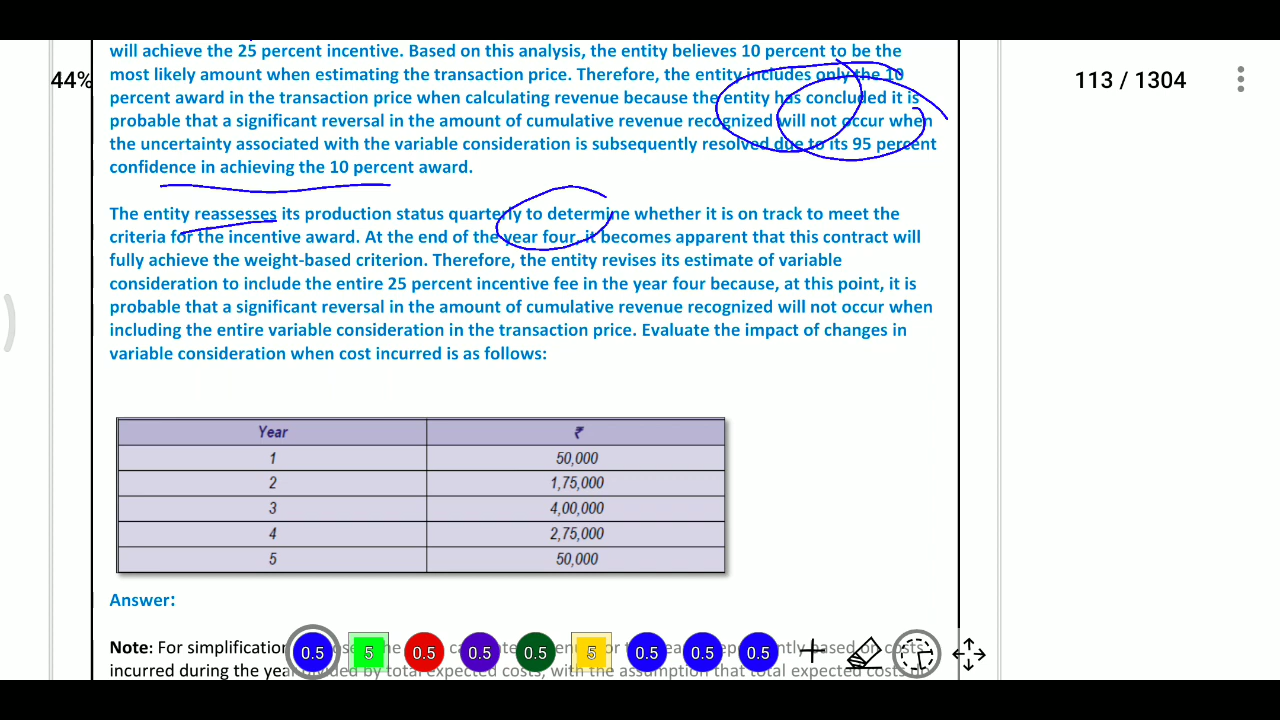 will achieve the 25 percent incentive. Based on this analysis, the entity believes 10 percent to be the
44%
113 / 1304
most likely amount when estimating the transaction price. Therefore, the entity includes only the 10
percent award in the transaction price when calculating revenue because the entity has concluded it is
probable that a significant reversal in the amount of cumulative revenue recognized will not occur when
the uncertainty associated with the variable consideration is subsequently resolved due to its 95 percent
confidence in achieving the 10 percent award.
The entity reassesses its production status quarterly to determine whether it is on track to meet the
criteria for the incentive award. At the end of the year four, it becomes apparent that this contract will
fully achieve the weight-based criterion. Therefore, the entity revises its estimate of variable
consideration to include the entire 25 percent incentive fee in the year four because, at this point, it is
probable that a significant reversal in the amount of cumulative revenue recognized will not occur when
including the entire variable consideration in the transaction price. Evaluate the impact of changes in
variable consideration when cost incurred is as follows:
Year ₹
1 50,000
2 1,75,000
3 4,00,000
4 2,75,000
5 50,000
Answer:
Note: For simplification
0.5 5 0.5 0.5 0.5 5 0.5 0.5 0.5
incurred during the year divided by total expected costs, with the assumption that total expected costs